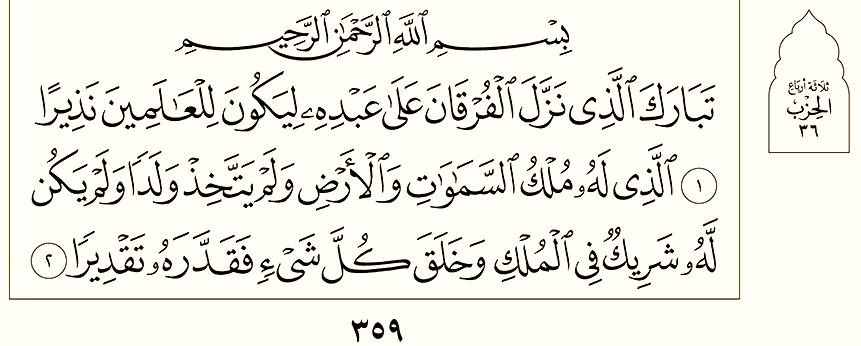 بِسْمِ ٱللَّهِ ٱلرَّحْمَٰنِ ٱلرَّحِيمِ
تَبَارَكَ ٱلَّذِى نَزَّلَ ٱلْفُرْقَانَ عَلَىٰ عَبْدِهِۦ لِيَكُونَ لِلْعَٰلَمِينَ نَذِيرًا
١ ٱلَّذِى لَهُۥ مُلْكُ ٱلسَّمَٰوَٰتِ وَٱلْأَرْضِ وَلَمْ يَتَّخِذْ وَلَدًا وَلَمْ يَكُن
لَّهُۥ شَرِيكٌ فِى ٱلْمُلْكِ وَخَلَقَ كُلَّ شَىْءٍ فَقَدَّرَهُۥ تَقْدِيرًا ٢
ثلاثة أرباع
الحِزْب
٣٦
٣٥٩